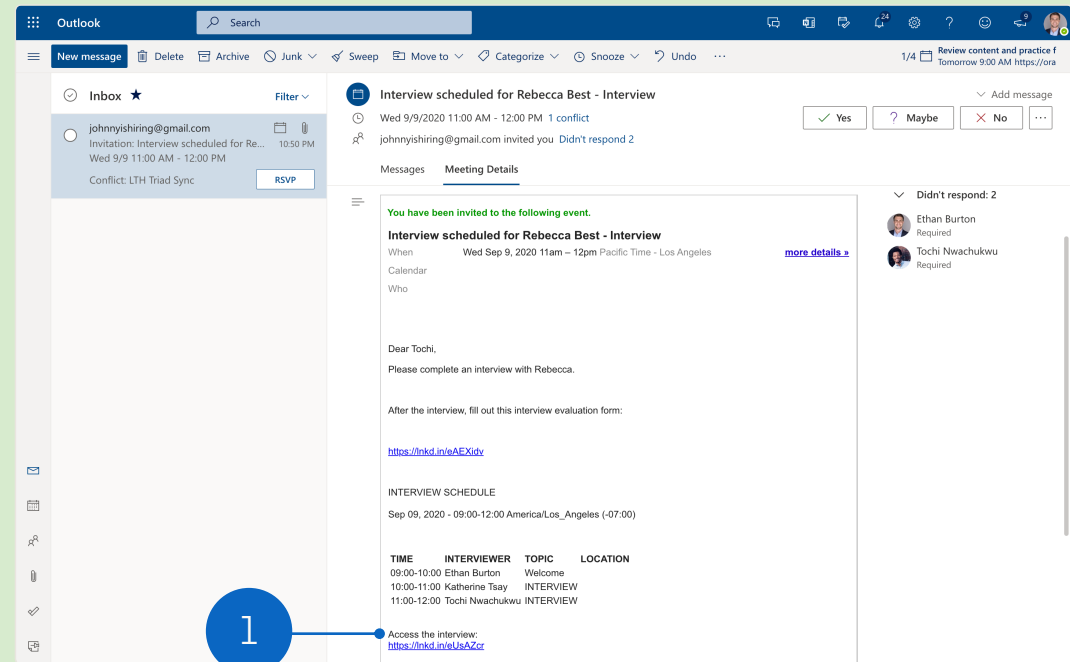 Outlook
Search
24
9
New message Delete Archive Junk Sweep Move to Categorize Snooze Undo ···
1/4 Review content and practice f
Tomorrow 9:00 AM https://ora
Inbox ★ Filter
johnnyishiring@gmail.com
Invitation: Interview scheduled for Re... 10:50 PM
Wed 9/9 11:00 AM - 12:00 PM
Conflict: LTH Triad Sync RSVP
Interview scheduled for Rebecca Best - Interview
Add message
Wed 9/9/2020 11:00 AM - 12:00 PM 1 conflict
Yes ? Maybe No ···
johnnyishiring@gmail.com invited you Didn't respond 2
Messages Meeting Details
Didn't respond: 2
Ethan Burton
Required
Tochi Nwachukwu
Required
You have been invited to the following event.
Interview scheduled for Rebecca Best - Interview
When Wed Sep 9, 2020 11am – 12pm Pacific Time - Los Angeles more details »
Calendar
Who
Dear Tochi,
Please complete an interview with Rebecca.
After the interview, fill out this interview evaluation form:
https://lnkd.in/eAEXidv
INTERVIEW SCHEDULE
Sep 09, 2020 - 09:00-12:00 America/Los_Angeles (-07:00)
TIME INTERVIEWER TOPIC LOCATION
09:00-10:00 Ethan Burton Welcome
10:00-11:00 Katherine Tsay INTERVIEW
11:00-12:00 Tochi Nwachukwu INTERVIEW
1
Access the interview:
https://lnkd.in/eUsAZcr